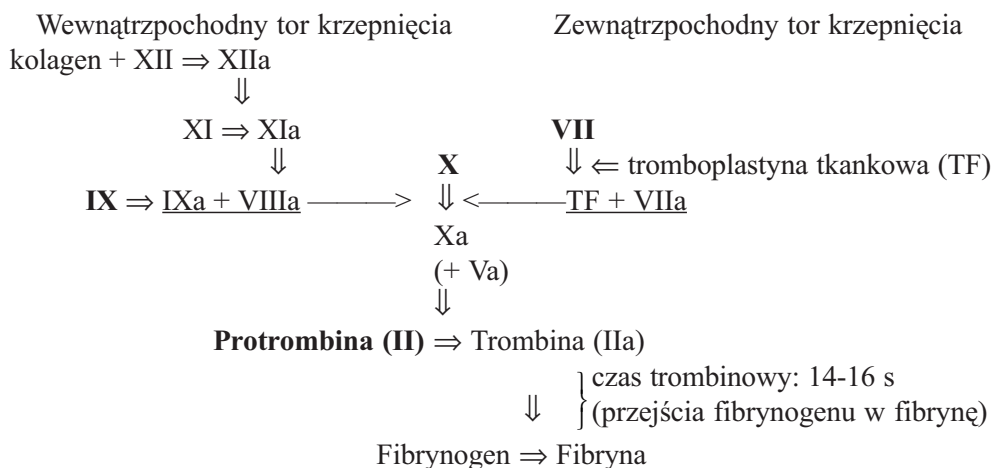 Wewnątrzpochodny tor krzepnięcia Zewnątrzpochodny tor krzepnięcia
kolagen + XII ⇒ XIIa
⇓
XI ⇒ XIa VII
⇓ X ⇓ ⇐ tromboplastyna tkankowa (TF)
IX ⇒ IXa + VIIIa ———> ⇓ <———TF + VIIa
Xa
(+ Va)
⇓
Protrombina (II) ⇒ Trombina (IIa)
czas trombinowy: 14-16 s
⇓ (przejścia fibrynogenu w fibrynę)
Fibrynogen ⇒ Fibryna